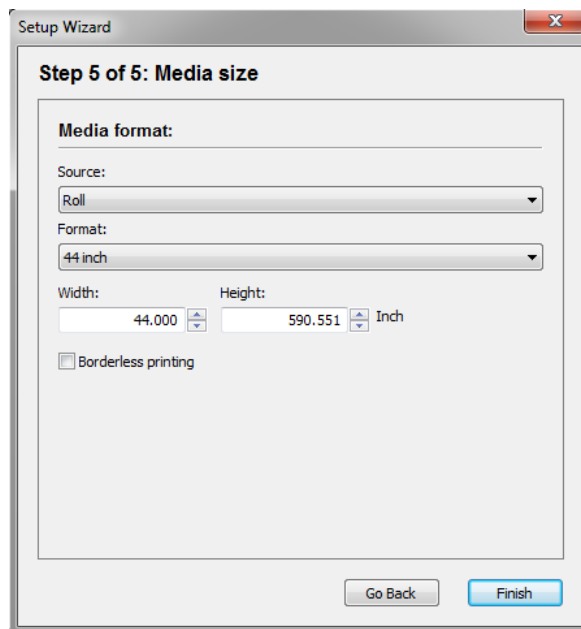 Setup Wizard
Step 5 of 5: Media size
Media format:
Source:
Roll
Format:
44 inch
Width: Height:
44.000 590.551 Inch
Borderless printing
Go Back Finish